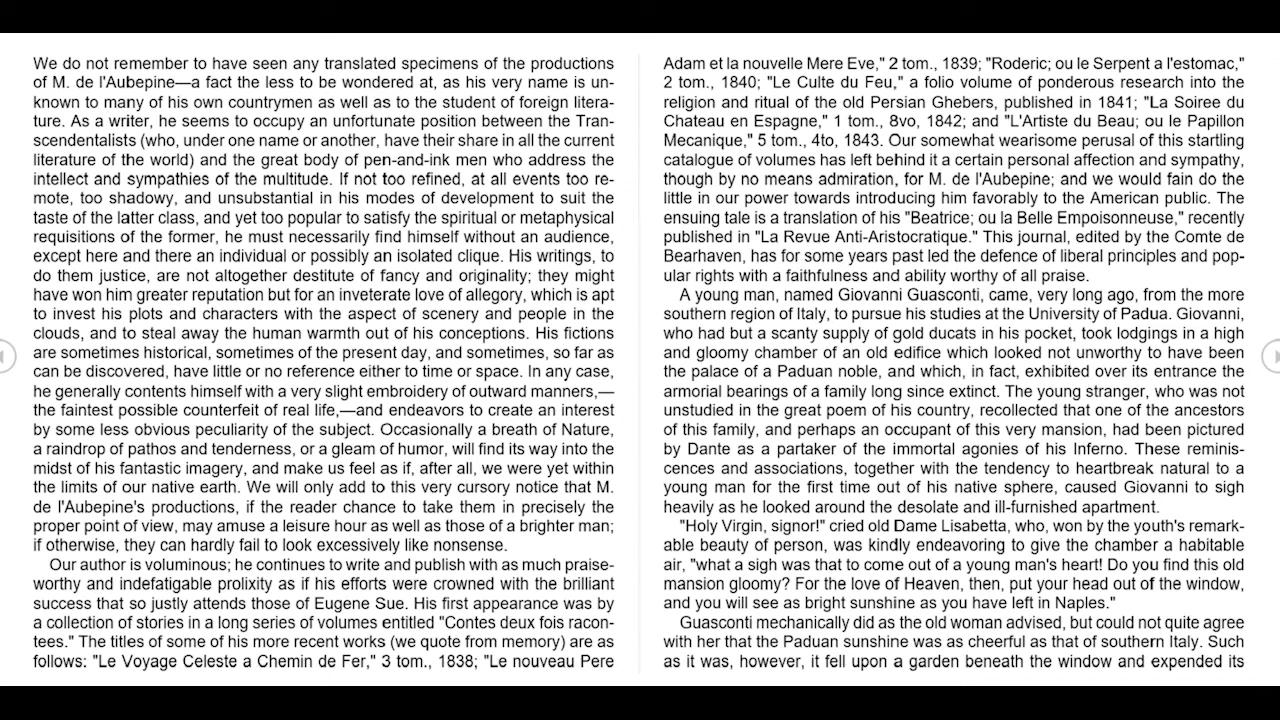 We do not remember to have seen any translated specimens of the productions
of M. de l'Aubepine—a fact the less to be wondered at, as his very name is un-
known to many of his own countrymen as well as to the student of foreign litera-
ture. As a writer, he seems to occupy an unfortunate position between the Tran-
scendentalists (who, under one name or another, have their share in all the current
literature of the world) and the great body of pen-and-ink men who address the
intellect and sympathies of the multitude. If not too refined, at all events too re-
mote, too shadowy, and unsubstantial in his modes of development to suit the
taste of the latter class, and yet too popular to satisfy the spiritual or metaphysical
requisitions of the former, he must necessarily find himself without an audience,
except here and there an individual or possibly an isolated clique. His writings, to
do them justice, are not altogether destitute of fancy and originality; they might
have won him greater reputation but for an inveterate love of allegory, which is apt
to invest his plots and characters with the aspect of scenery and people in the
clouds, and to steal away the human warmth out of his conceptions. His fictions
are sometimes historical, sometimes of the present day, and sometimes, so far as
can be discovered, have little or no reference either to time or space. In any case,
he generally contents himself with a very slight embroidery of outward manners,—
the faintest possible counterfeit of real life,—and endeavors to create an interest
by some less obvious peculiarity of the subject. Occasionally a breath of Nature,
a raindrop of pathos and tenderness, or a gleam of humor, will find its way into the
midst of his fantastic imagery, and make us feel as if, after all, we were yet within
the limits of our native earth. We will only add to this very cursory notice that M.
de l'Aubepine's productions, if the reader chance to take them in precisely the
proper point of view, may amuse a leisure hour as well as those of a brighter man;
if otherwise, they can hardly fail to look excessively like nonsense.
Our author is voluminous; he continues to write and publish with as much praise-
worthy and indefatigable prolixity as if his efforts were crowned with the brilliant
success that so justly attends those of Eugene Sue. His first appearance was by
a collection of stories in a long series of volumes entitled "Contes deux fois racon-
tees." The titles of some of his more recent works (we quote from memory) are as
follows: "Le Voyage Celeste a Chemin de Fer," 3 tom., 1838; "Le nouveau Pere
Adam et la nouvelle Mere Eve," 2 tom., 1839; "Roderic; ou le Serpent a l'estomac,"
2 tom., 1840; "Le Culte du Feu," a folio volume of ponderous research into the
religion and ritual of the old Persian Ghebers, published in 1841; "La Soiree du
Chateau en Espagne," 1 tom., 8vo, 1842; and "L'Artiste du Beau; ou le Papillon
Mecanique," 5 tom., 4to, 1843. Our somewhat wearisome perusal of this startling
catalogue of volumes has left behind it a certain personal affection and sympathy,
though by no means admiration, for M. de l'Aubepine; and we would fain do the
little in our power towards introducing him favorably to the American public. The
ensuing tale is a translation of his "Beatrice; ou la Belle Empoisonneuse," recently
published in "La Revue Anti-Aristocratique." This journal, edited by the Comte de
Bearhaven, has for some years past led the defence of liberal principles and pop-
ular rights with a faithfulness and ability worthy of all praise.
A young man, named Giovanni Guasconti, came, very long ago, from the more
southern region of Italy, to pursue his studies at the University of Padua. Giovanni,
who had but a scanty supply of gold ducats in his pocket, took lodgings in a high
and gloomy chamber of an old edifice which looked not unworthy to have been
the palace of a Paduan noble, and which, in fact, exhibited over its entrance the
armorial bearings of a family long since extinct. The young stranger, who was not
unstudied in the great poem of his country, recollected that one of the ancestors
of this family, and perhaps an occupant of this very mansion, had been pictured
by Dante as a partaker of the immortal agonies of his Inferno. These reminis-
cences and associations, together with the tendency to heartbreak natural to a
young man for the first time out of his native sphere, caused Giovanni to sigh
heavily as he looked around the desolate and ill-furnished apartment.
"Holy Virgin, signor!" cried old Dame Lisabetta, who, won by the youth's remark-
able beauty of person, was kindly endeavoring to give the chamber a habitable
air, "what a sigh was that to come out of a young man's heart! Do you find this old
mansion gloomy? For the love of Heaven, then, put your head out of the window,
and you will see as bright sunshine as you have left in Naples."
Guasconti mechanically did as the old woman advised, but could not quite agree
with her that the Paduan sunshine was as cheerful as that of southern Italy. Such
as it was, however, it fell upon a garden beneath the window and expended its